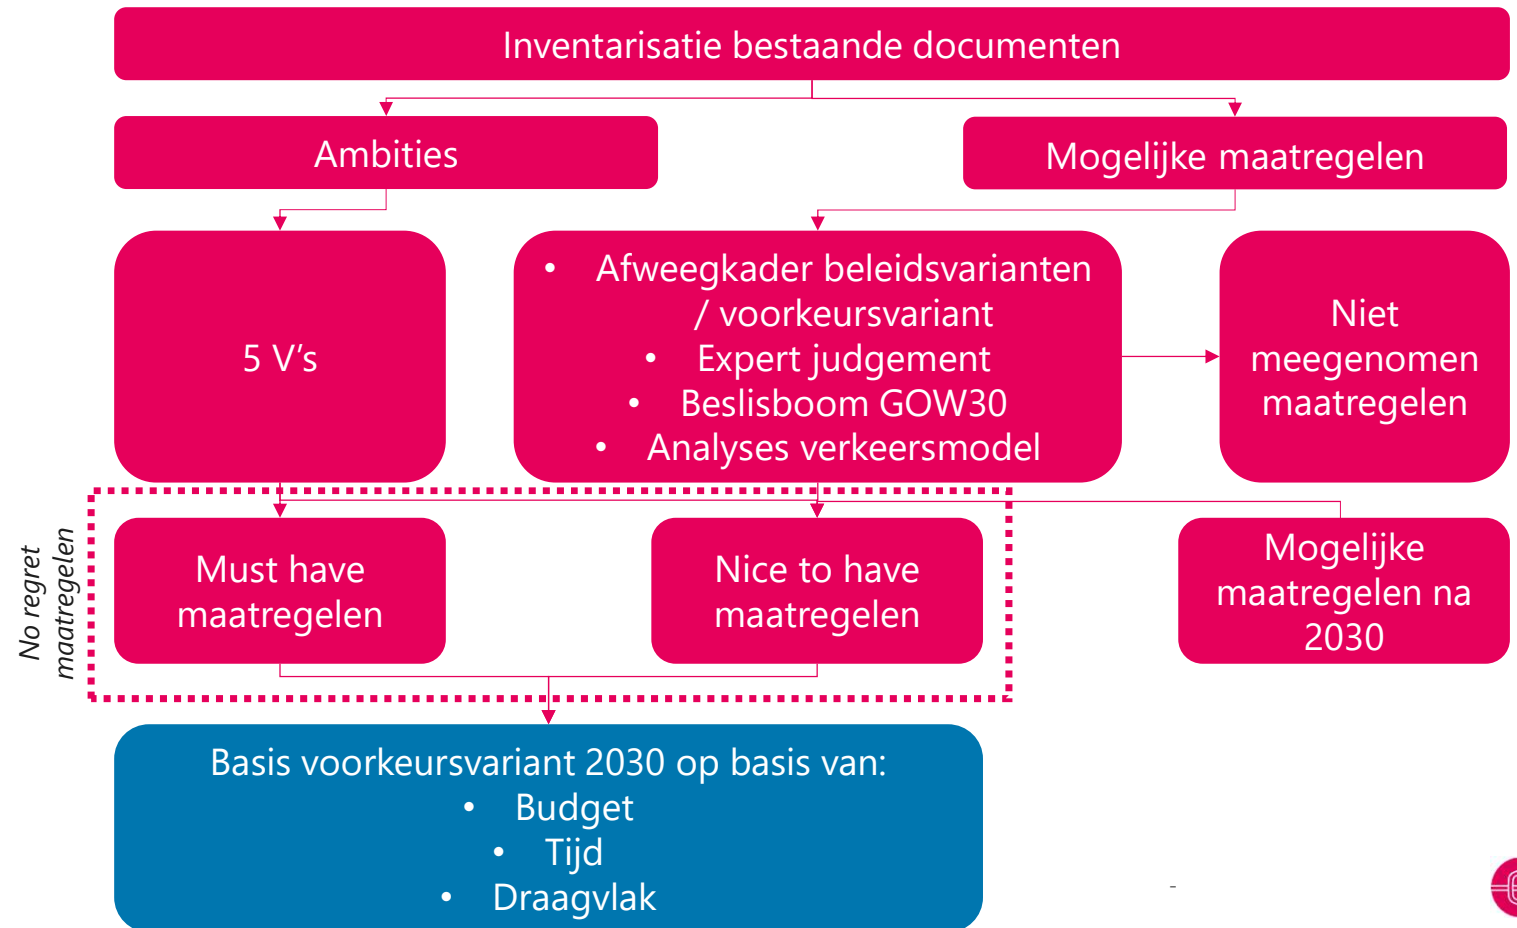 Inventarisatie bestaande documenten
Ambities
Mogelijke maatregelen
5 V’s
• Afweegkader beleidsvarianten
/ voorkeursvariant
• Expert judgement
• Beslisboom GOW30
• Analyses verkeersmodel
Niet
meegenomen
maatregelen
No regret
maatregelen
Must have
maatregelen
Nice to have
maatregelen
Mogelijke
maatregelen na
2030
Basis voorkeursvariant 2030 op basis van:
• Budget
• Tijd
• Draagvlak
-